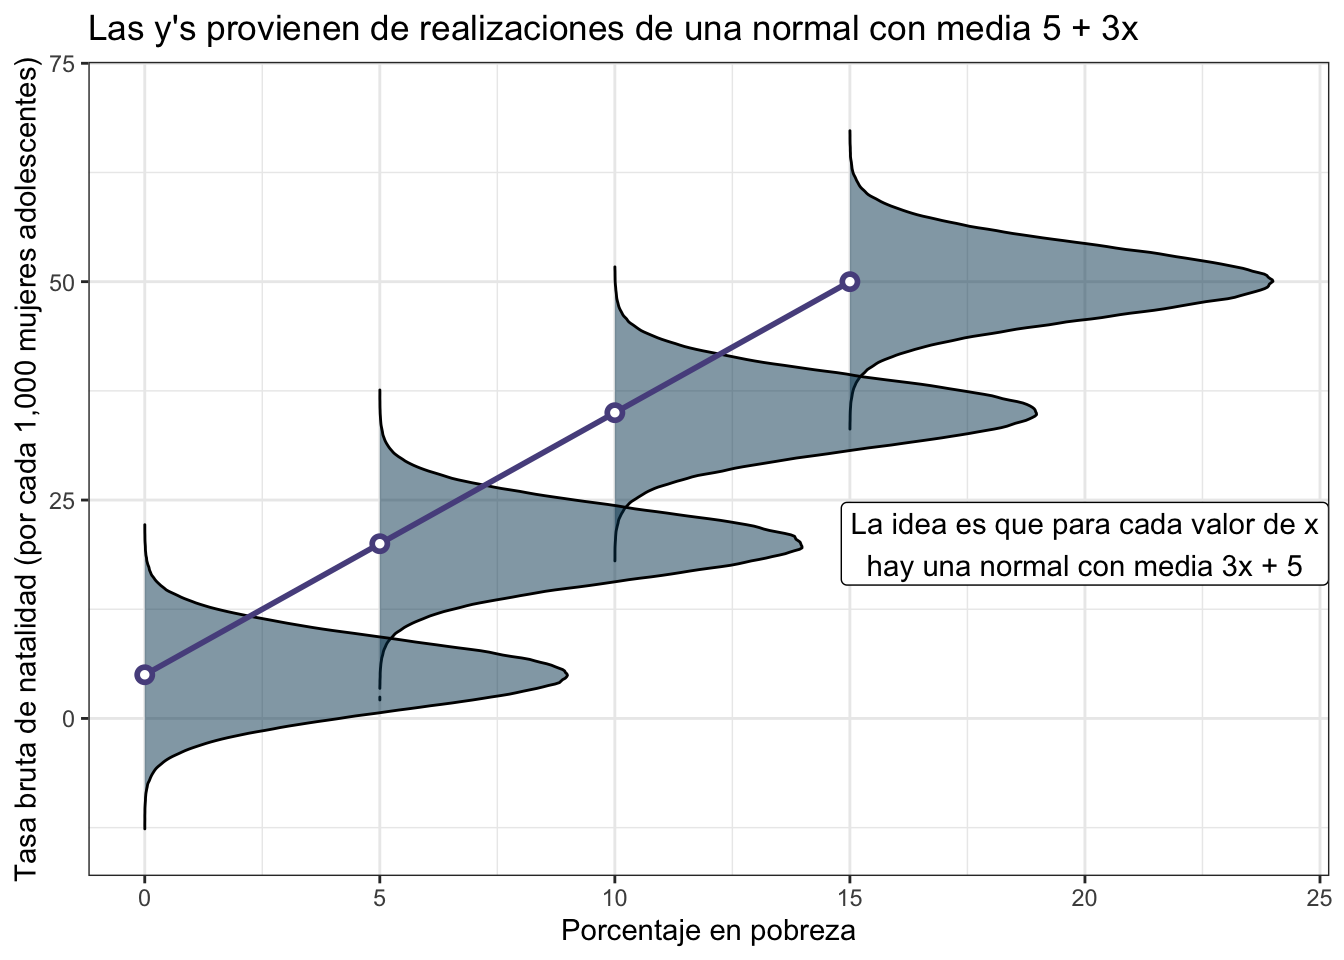 Las y's provienen de realizaciones de una normal con media 5 + 3x
Tasa bruta de natalidad (por cada 1,000 mujeres adolescentes)
75
50
25
0
La idea es que para cada valor de x
hay una normal con media 3x + 5
0 5 10 15 20 25
Porcentaje en pobreza